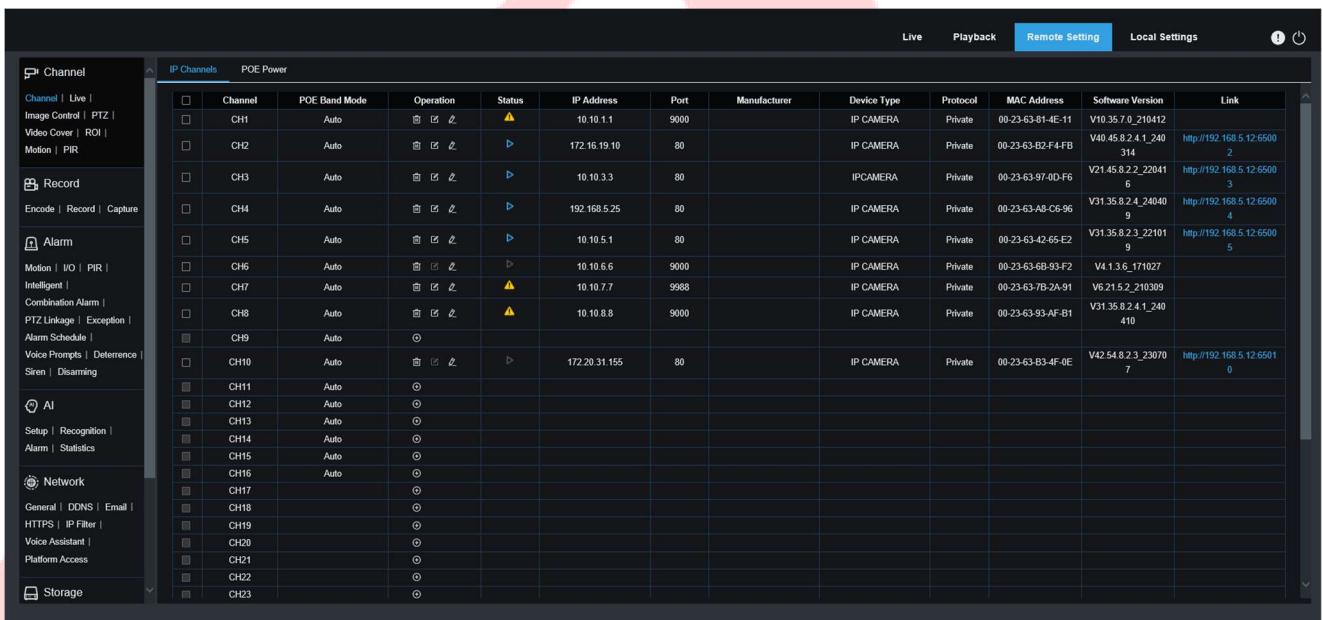 Live Playback Remote Setting Local Settings
Channel
Channel | Live |
Image Control | PTZ |
Video Cover | ROI |
Motion | PIR
Record
Encode | Record | Capture
Alarm
Motion | I/O | PIR |
Intelligent |
Combination Alarm |
PTZ Linkage | Exception |
Alarm Schedule |
Voice Prompts | Deterrence |
Siren | Disarming
AI
Setup | Recognition |
Alarm | Statistics
Network
General | DDNS | Email |
HTTPS | IP Filter |
Voice Assistant |
Platform Access
Storage
IP Channels POE Power
Channel POE Band Mode Operation Status IP Address Port Manufacturer Device Type Protocol MAC Address Software Version Link
CH1 Auto 10.10.1.1 9000 IP CAMERA Private 00-23-63-81-4E-11 V10.35.7.0_210412
CH2 Auto 172.16.19.10 80 IP CAMERA Private 00-23-63-B2-F4-FB V40.45.8.2.4.1_240 http://192.168.5.12:6500
314 2
CH3 Auto 10.10.3.3 80 IPCAMERA Private 00-23-63-97-0D-F6 V21.45.8.2.2_22041 http://192.168.5.12:6500
6 3
CH4 Auto 192.168.5.25 80 IP CAMERA Private 00-23-63-A8-C6-96 V31.35.8.2.4_24040 http://192.168.5.12:6500
9 4
CH5 Auto 10.10.5.1 80 IP CAMERA Private 00-23-63-42-65-E2 V31.35.8.2.3_22101 http://192.168.5.12:6500
9 5
CH6 Auto 10.10.6.6 9000 IP CAMERA Private 00-23-63-6B-93-F2 V4.1.3.6_171027
CH7 Auto 10.10.7.7 9988 IP CAMERA Private 00-23-63-7B-2A-91 V6.21.5.2_210309
CH8 Auto 10.10.8.8 9000 IP CAMERA Private 00-23-63-93-AF-B1 V31.35.8.2.4.1_240
410
CH9 Auto
CH10 Auto 172.20.31.155 80 IP CAMERA Private 00-23-63-B3-4F-0E V42.54.8.2.3_23070 http://192.168.5.12:6501
7 0
CH11 Auto
CH12 Auto
CH13 Auto
CH14 Auto
CH15 Auto
CH16 Auto
CH17
CH18
CH19
CH20
CH21
CH22
CH23